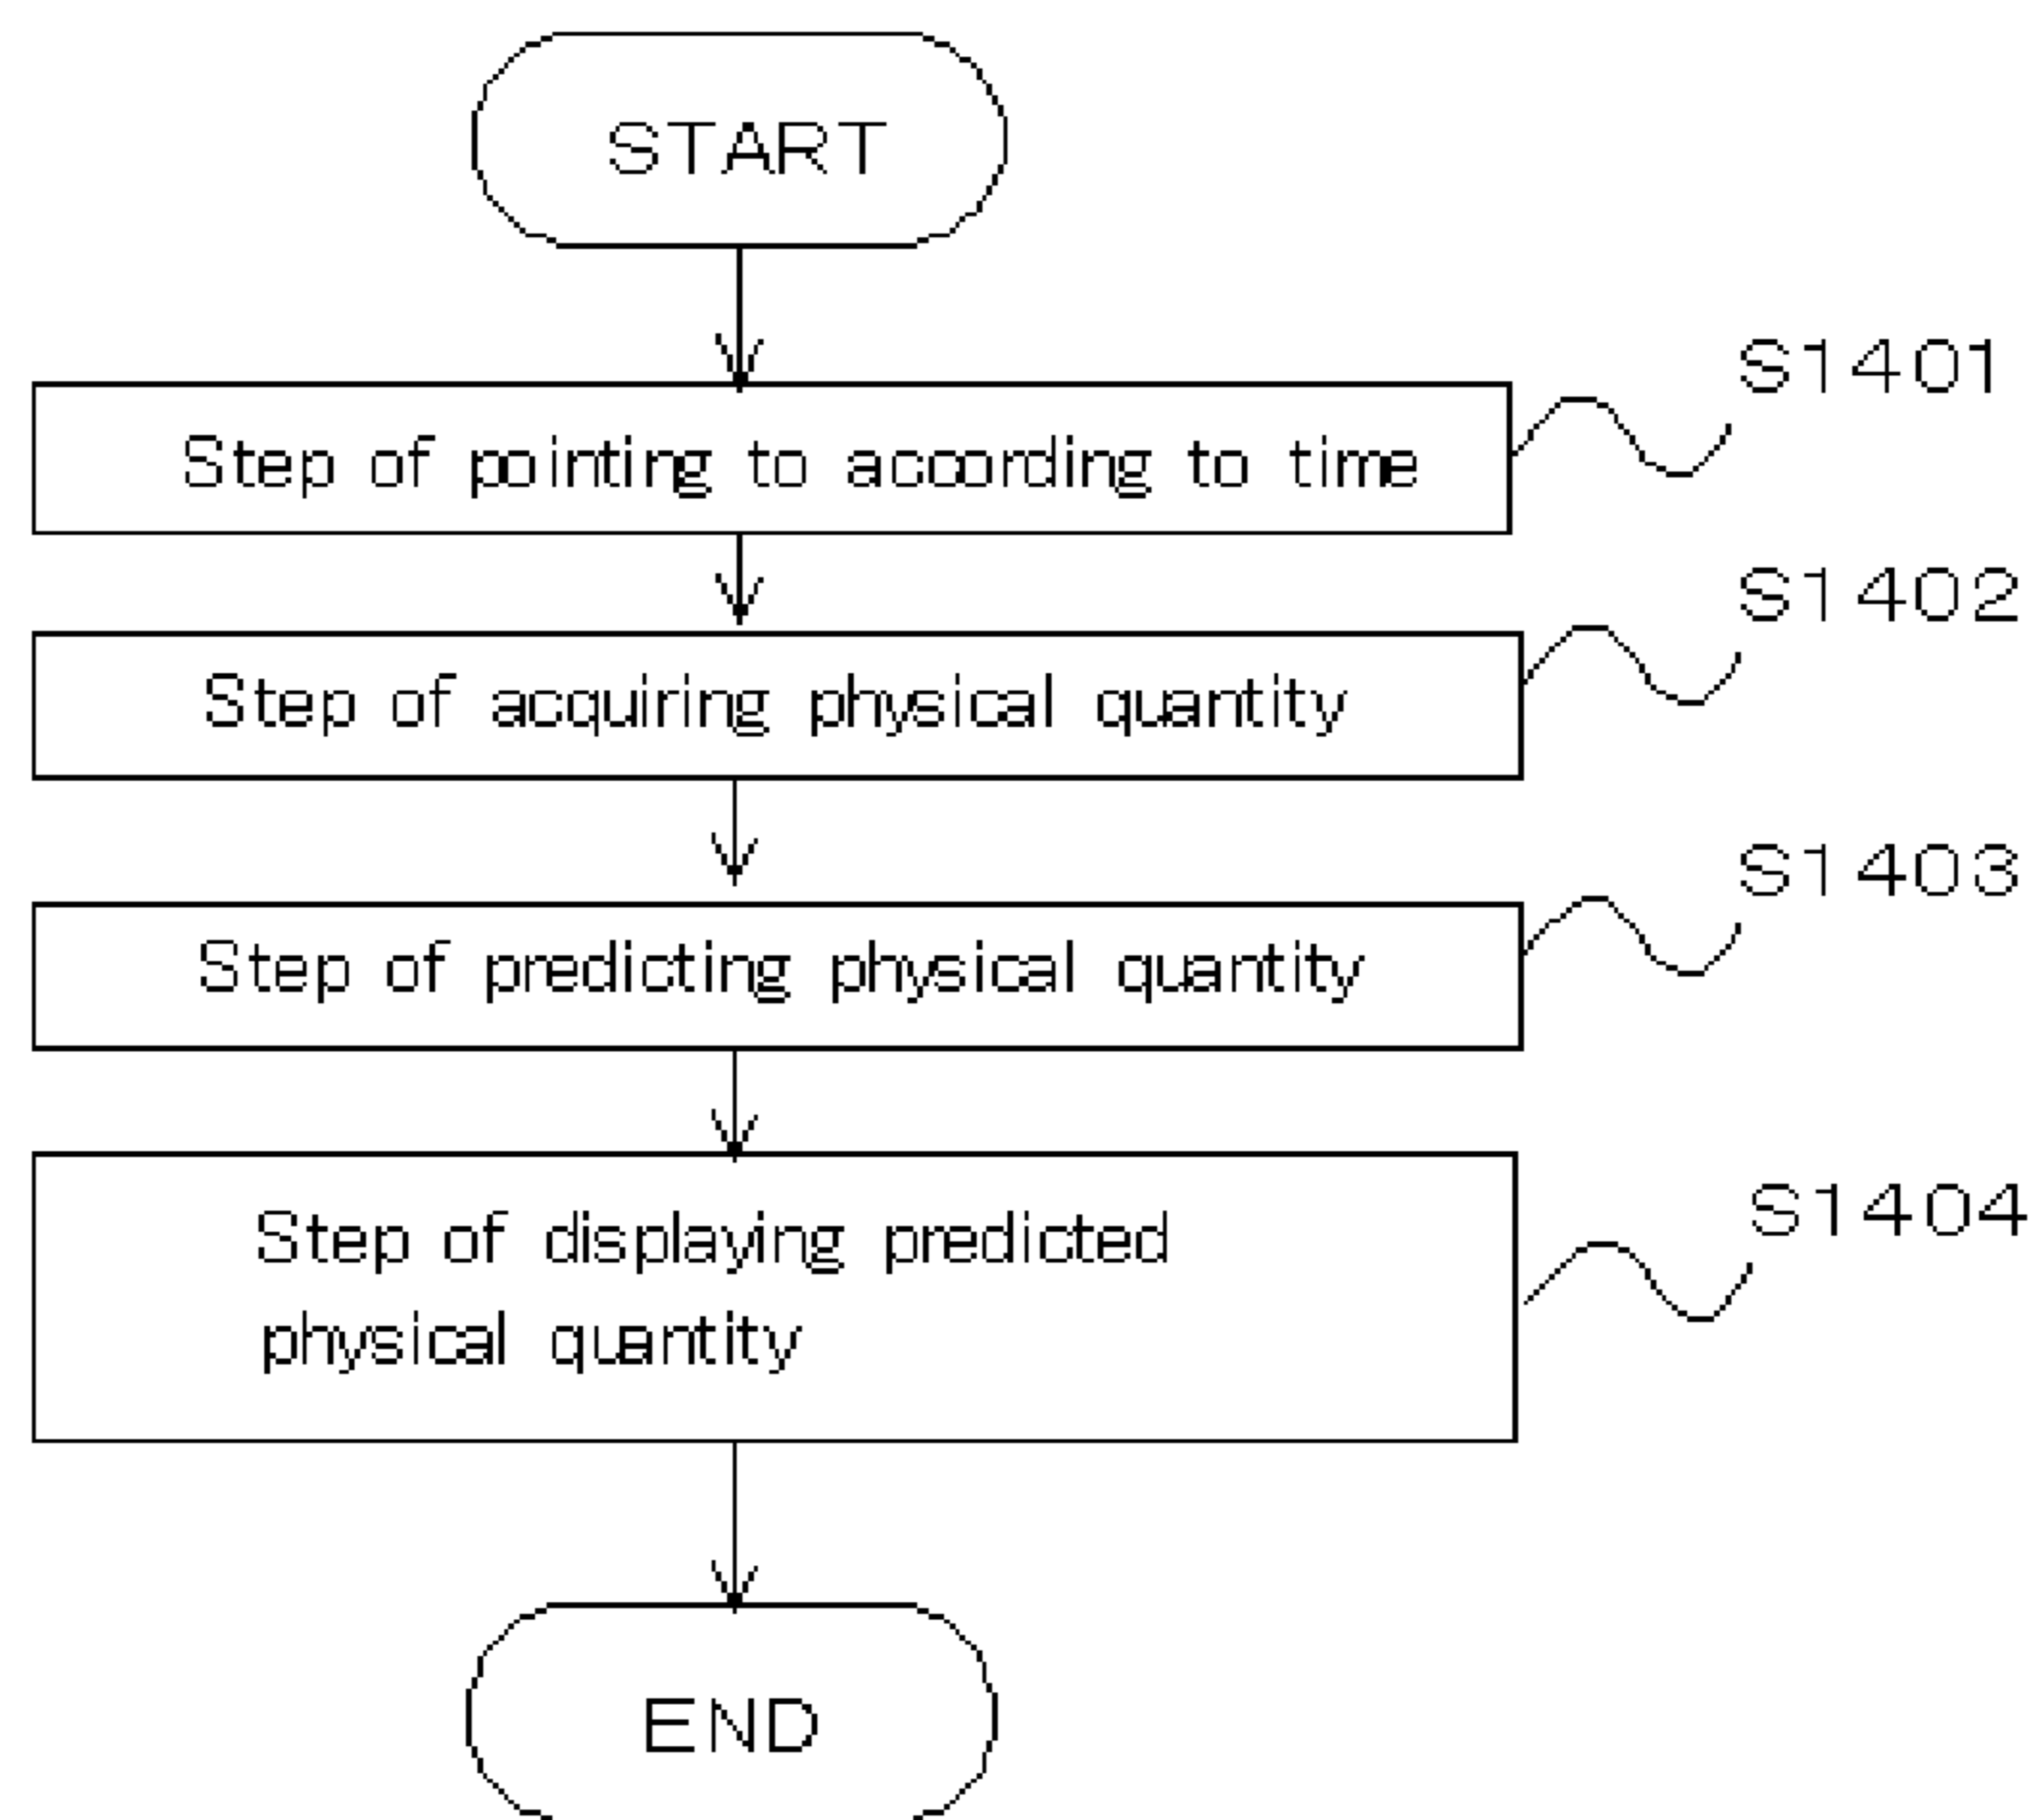 START
S1401
Step of pointing to acoording to time
S1402
Step of acquiring physical quantity
S1403
Step of predicting physical quantity
S1404
Step of displaying predicted
physical quantity
END